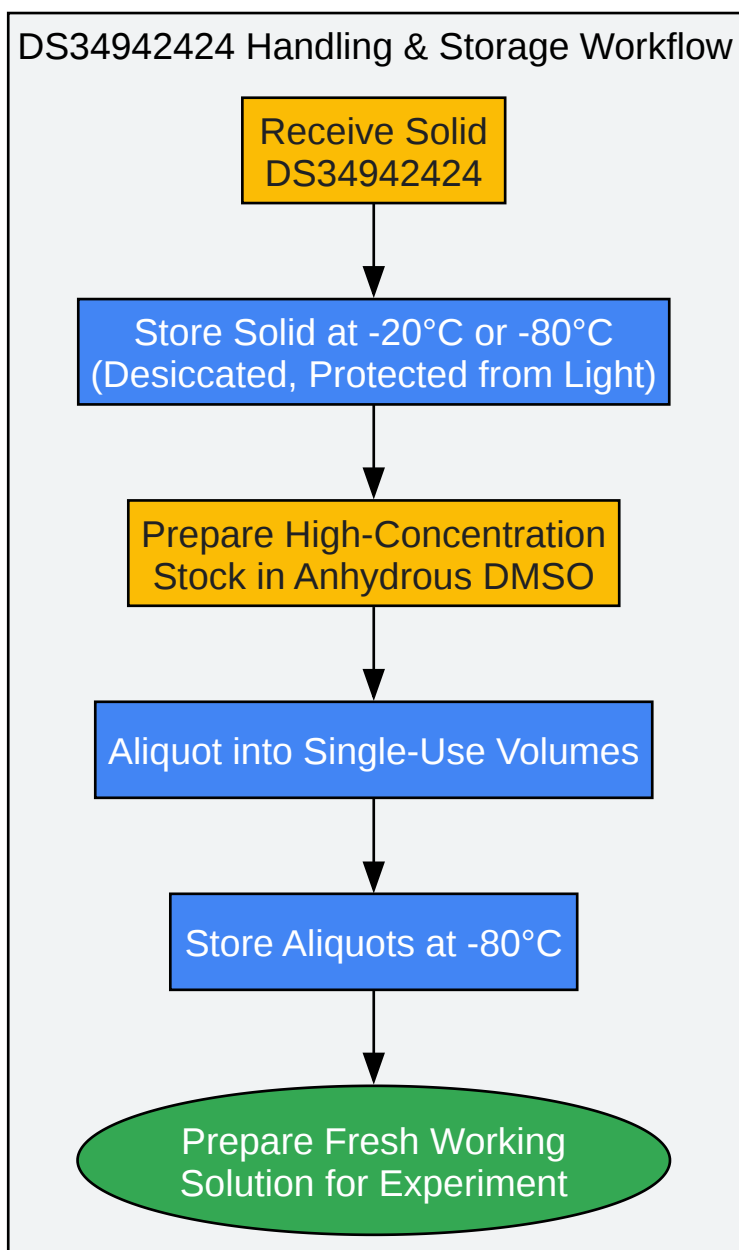 DS34942424 Handling & Storage Workflow
Receive Solid
DS34942424
Store Solid at -20°C or -80°C
(Desiccated, Protected from Light)
Prepare High-Concentration
Stock in Anhydrous DMSO
Aliquot into Single-Use Volumes
Store Aliquots at -80°C
Prepare Fresh Working
Solution for Experiment